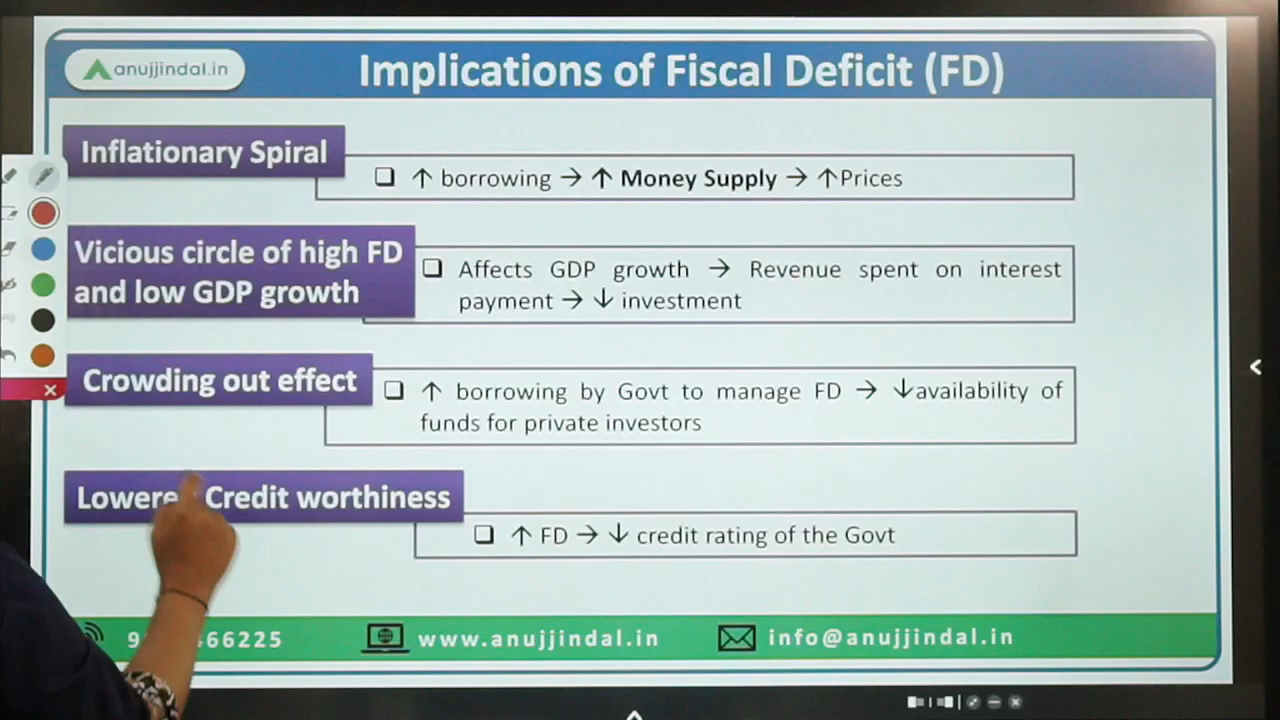 anujjindal.in
Implications of Fiscal Deficit (FD)
Inflationary Spiral
❑ ↑ borrowing → ↑ Money Supply → ↑Prices
Vicious circle of high FD
and low GDP growth
❑ Affects GDP growth → Revenue spent on interest
payment → ↓ investment
Crowding out effect
❑ ↑ borrowing by Govt to manage FD → ↓availability of
funds for private investors
Credit worthiness
❑ ↑ FD → ↓ credit rating of the Govt
www.anujjindal.in
info@anujjindal.in